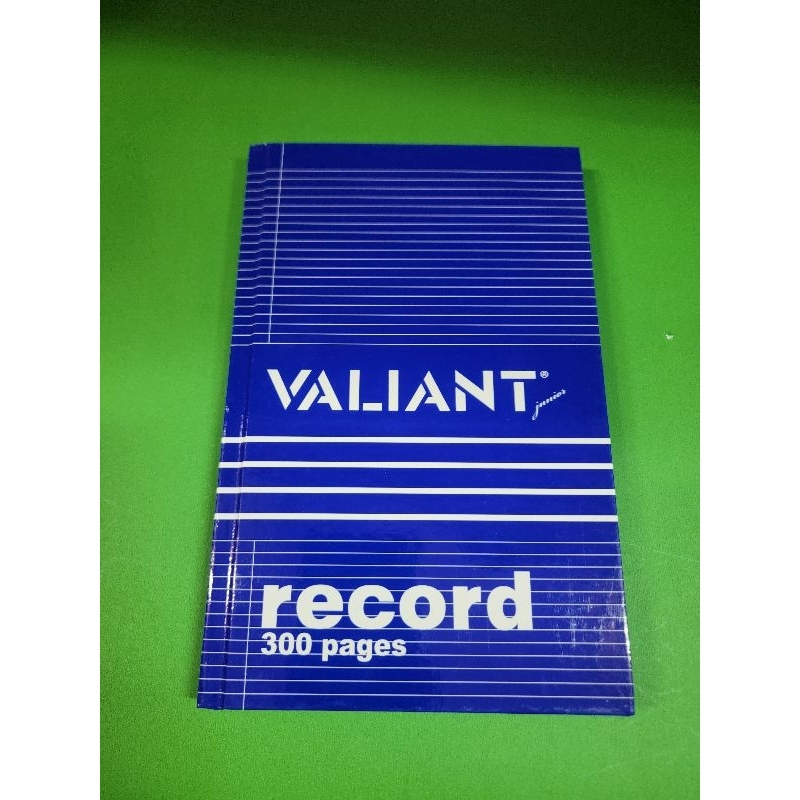 VALIANT®
junior
record
300 pages